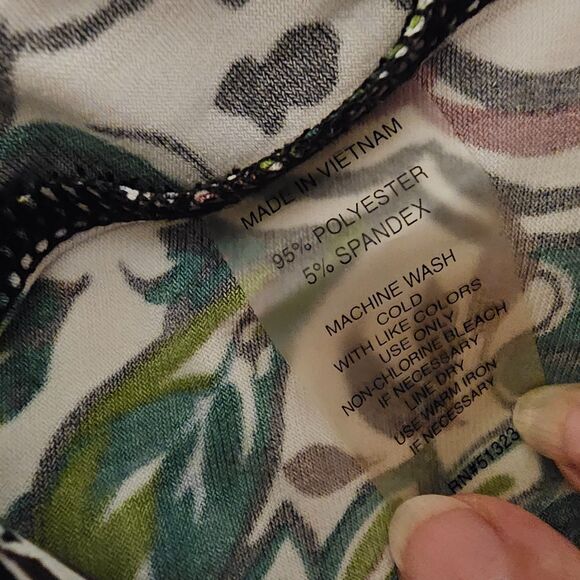 MADE IN VIETNAM
95% POLYESTER
5% SPANDEX
MACHINE WASH
COLD
WITH LIKE COLORS
USE ONLY
NON-CHLORINE BLEACH
IF NECESSARY
LINE DRY
USE WARM IRON
IF NECESSARY
RN#51323